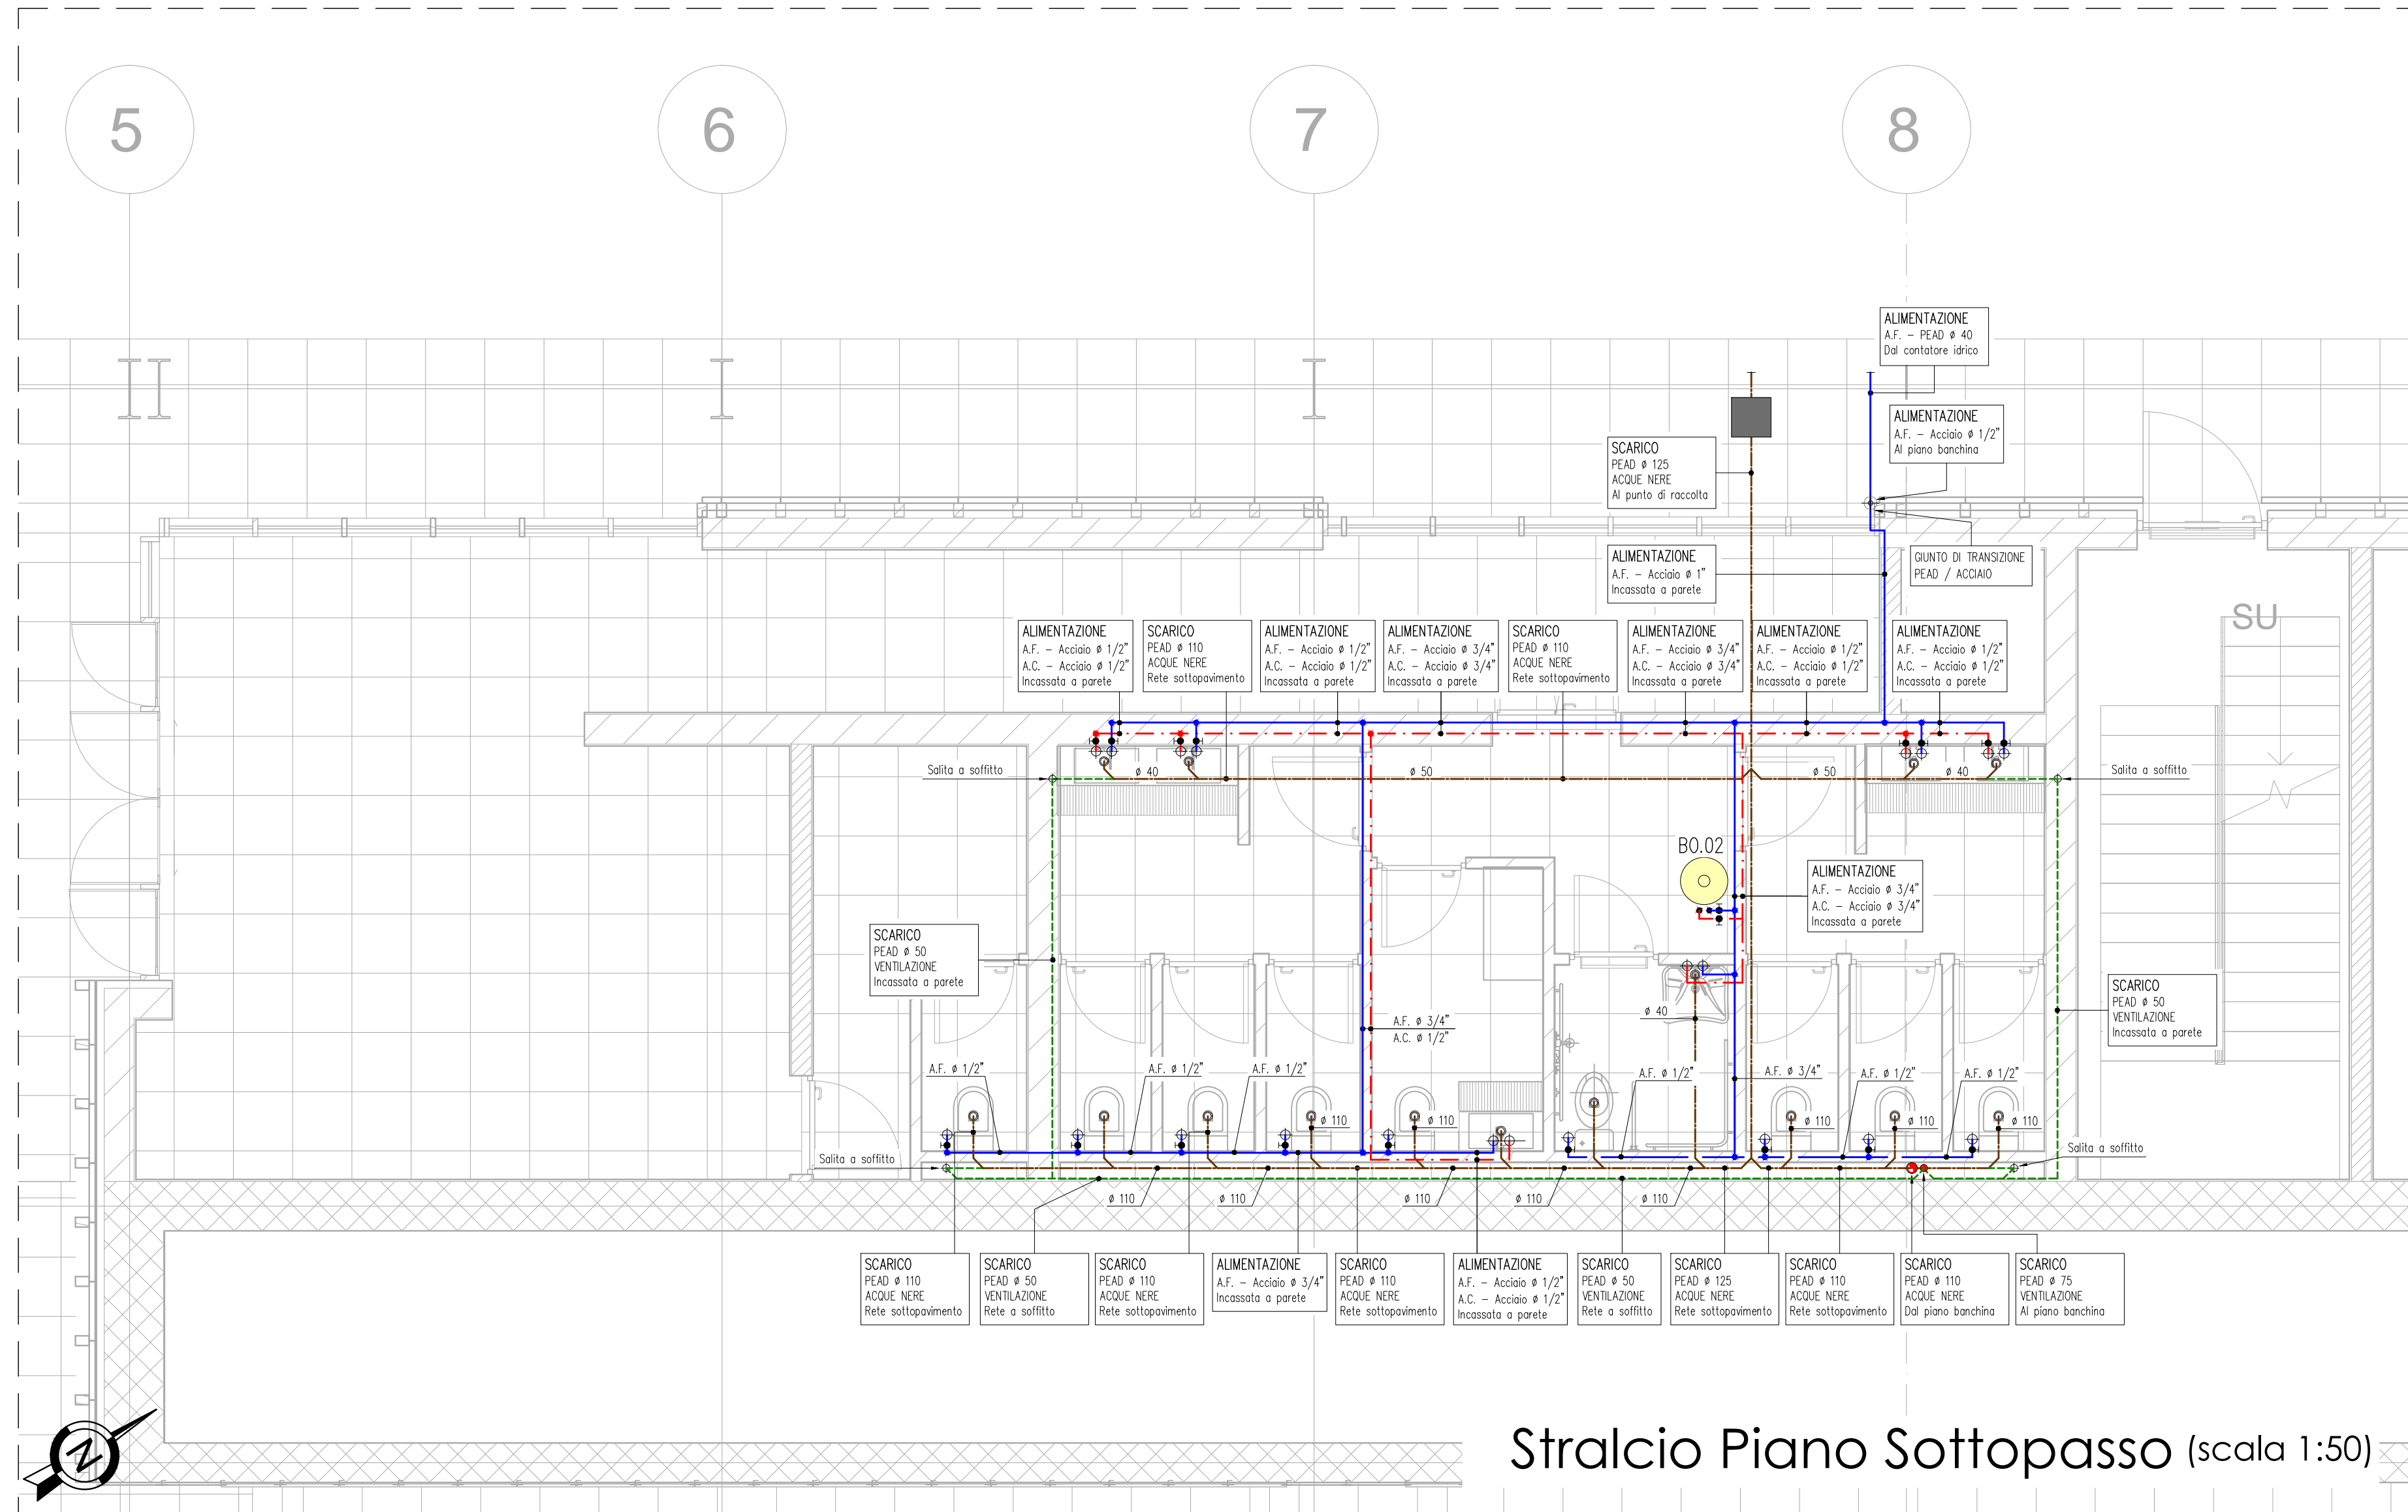 5
6
7
8
ALIMENTAZIONE
A.F. - PEAD ø 40
Dal contatore idrico
ALIMENTAZIONE
A.F. - Acciaio ø 1/2"
Al piano banchina
SCARICO
PEAD ø 125
ACQUE NERE
Al punto di raccolta
ALIMENTAZIONE
A.F. - Acciaio ø 1"
Incassata a parete
GIUNTO DI TRANSIZIONE
PEAD / ACCIAIO
SU
ALIMENTAZIONE
A.F. - Acciaio ø 1/2"
A.C. - Acciaio ø 1/2"
Incassata a parete
SCARICO
PEAD ø 110
ACQUE NERE
Rete sottopavimento
ALIMENTAZIONE
A.F. - Acciaio ø 1/2"
A.C. - Acciaio ø 1/2"
Incassata a parete
ALIMENTAZIONE
A.F. - Acciaio ø 3/4"
A.C. - Acciaio ø 3/4"
Incassata a parete
SCARICO
PEAD ø 110
ACQUE NERE
Rete sottopavimento
ALIMENTAZIONE
A.F. - Acciaio ø 3/4"
A.C. - Acciaio ø 3/4"
Incassata a parete
ALIMENTAZIONE
A.F. - Acciaio ø 1/2"
A.C. - Acciaio ø 1/2"
Incassata a parete
ALIMENTAZIONE
A.F. - Acciaio ø 1/2"
A.C. - Acciaio ø 1/2"
Incassata a parete
Salita a soffitto
ø 40
ø 50
ø 50
ø 40
Salita a soffitto
BO.02
ALIMENTAZIONE
A.F. - Acciaio ø 3/4"
A.C. - Acciaio ø 3/4"
Incassata a parete
SCARICO
PEAD ø 50
VENTILAZIONE
Incassata a parete
SCARICO
PEAD ø 50
VENTILAZIONE
Incassata a parete
ø 40
A.F. ø 3/4"
A.C. ø 1/2"
A.F. ø 1/2"
A.F. ø 1/2"
A.F. ø 1/2"
A.F. ø 1/2"
A.F. ø 3/4"
A.F. ø 1/2"
A.F. ø 1/2"
ø 110
ø 110
ø 110
ø 110
ø 110
Salita a soffitto
Salita a soffitto
ø 110
ø 110
ø 110
ø 110
ø 110
SCARICO
PEAD ø 110
ACQUE NERE
Rete sottopavimento
SCARICO
PEAD ø 50
VENTILAZIONE
Rete a soffitto
SCARICO
PEAD ø 110
ACQUE NERE
Rete sottopavimento
ALIMENTAZIONE
A.F. - Acciaio ø 3/4"
Incassata a parete
SCARICO
PEAD ø 110
ACQUE NERE
Rete sottopavimento
ALIMENTAZIONE
A.F. - Acciaio ø 1/2"
A.C. - Acciaio ø 1/2"
Incassata a parete
SCARICO
PEAD ø 50
VENTILAZIONE
Rete a soffitto
SCARICO
PEAD ø 125
ACQUE NERE
Rete sottopavimento
SCARICO
PEAD ø 110
ACQUE NERE
Rete sottopavimento
SCARICO
PEAD ø 110
ACQUE NERE
Dal piano banchina
SCARICO
PEAD ø 75
VENTILAZIONE
Al piano banchina
N
Stralcio Piano Sottopasso (scala 1:50)